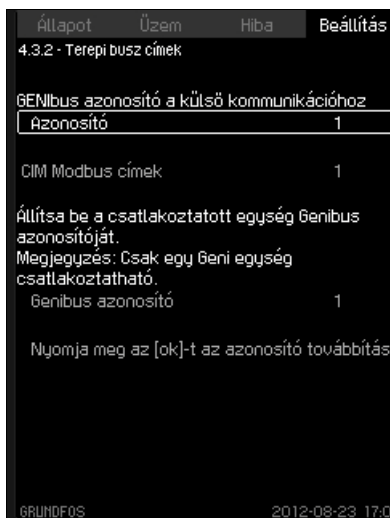 Állapot Üzem Hiba Beállítás
4.3.2 - Terepi busz címek
GENIbus azonosító a külső kommunikációhoz
Azonosító 1
CIM Modbus címek 1
Állítsa be a csatlakoztatott egység Genibus
azonosítóját.
Megjegyzés: Csak egy Geni egység
csatlakoztatható.
Genibus azonosító 1
Nyomja meg az [ok]-t az azonosító továbbítás
GRUNDFOS 2012-08-23 17:0